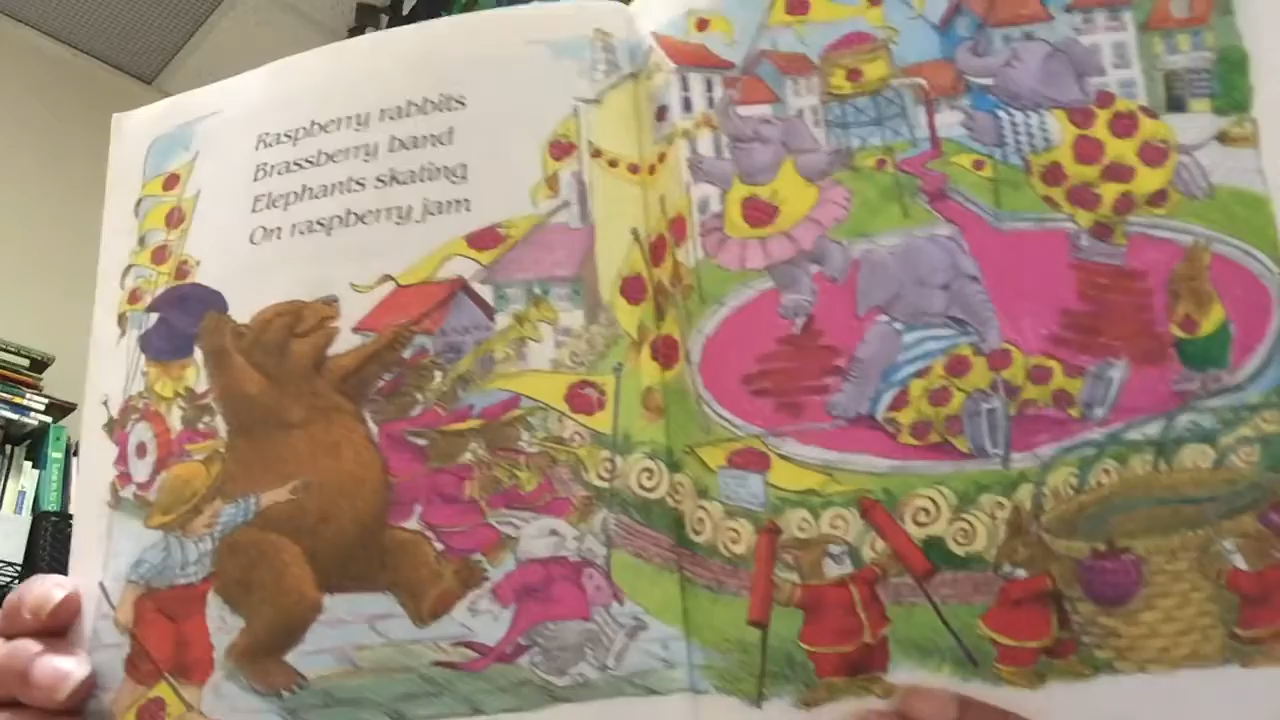 Raspberry rabbits
Brassberry band
Elephants skating
On raspberry jam